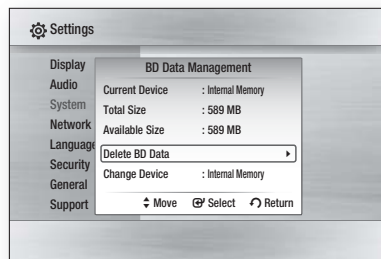 Settings
Display
Audio
System
Network
Language
Security
General
Support
BD Data Management
Current Device : Internal Memory
Total Size : 589 MB
Available Size : 589 MB
Delete BD Data
Change Device : Internal Memory
Move Select Return